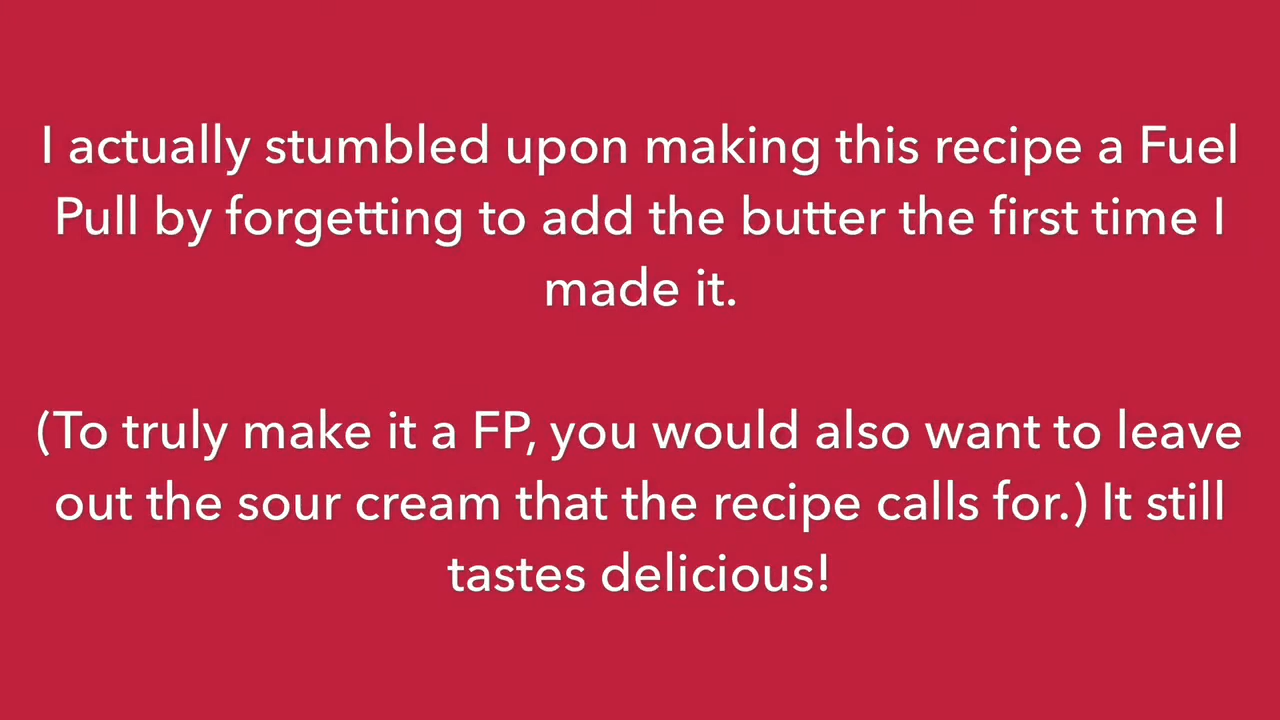 I actually stumbled upon making this recipe a Fuel
Pull by forgetting to add the butter the first time I
made it.
(To truly make it a FP, you would also want to leave
out the sour cream that the recipe calls for.) It still
tastes delicious!